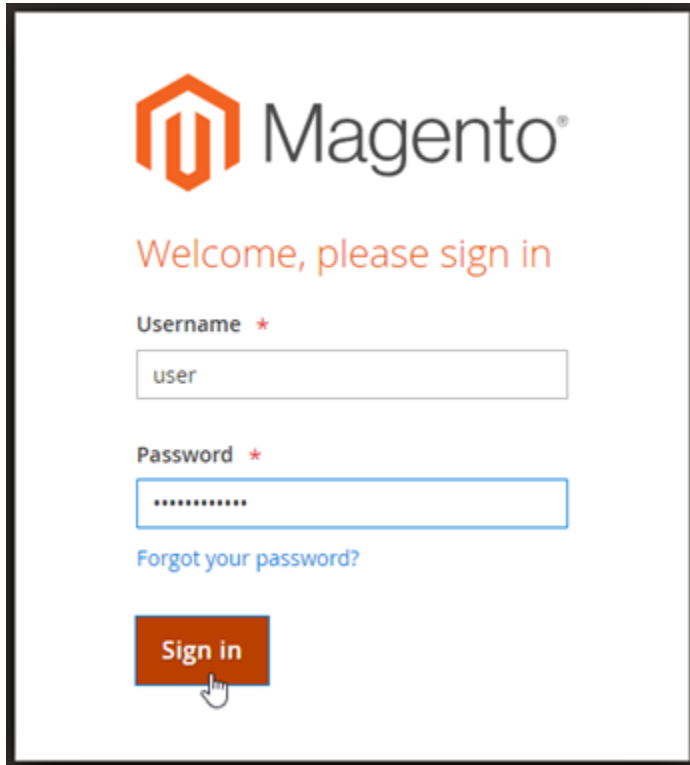 Magento®
Welcome, please sign in
Username *
user
Password *
••••••••••••
Forgot your password?
Sign in